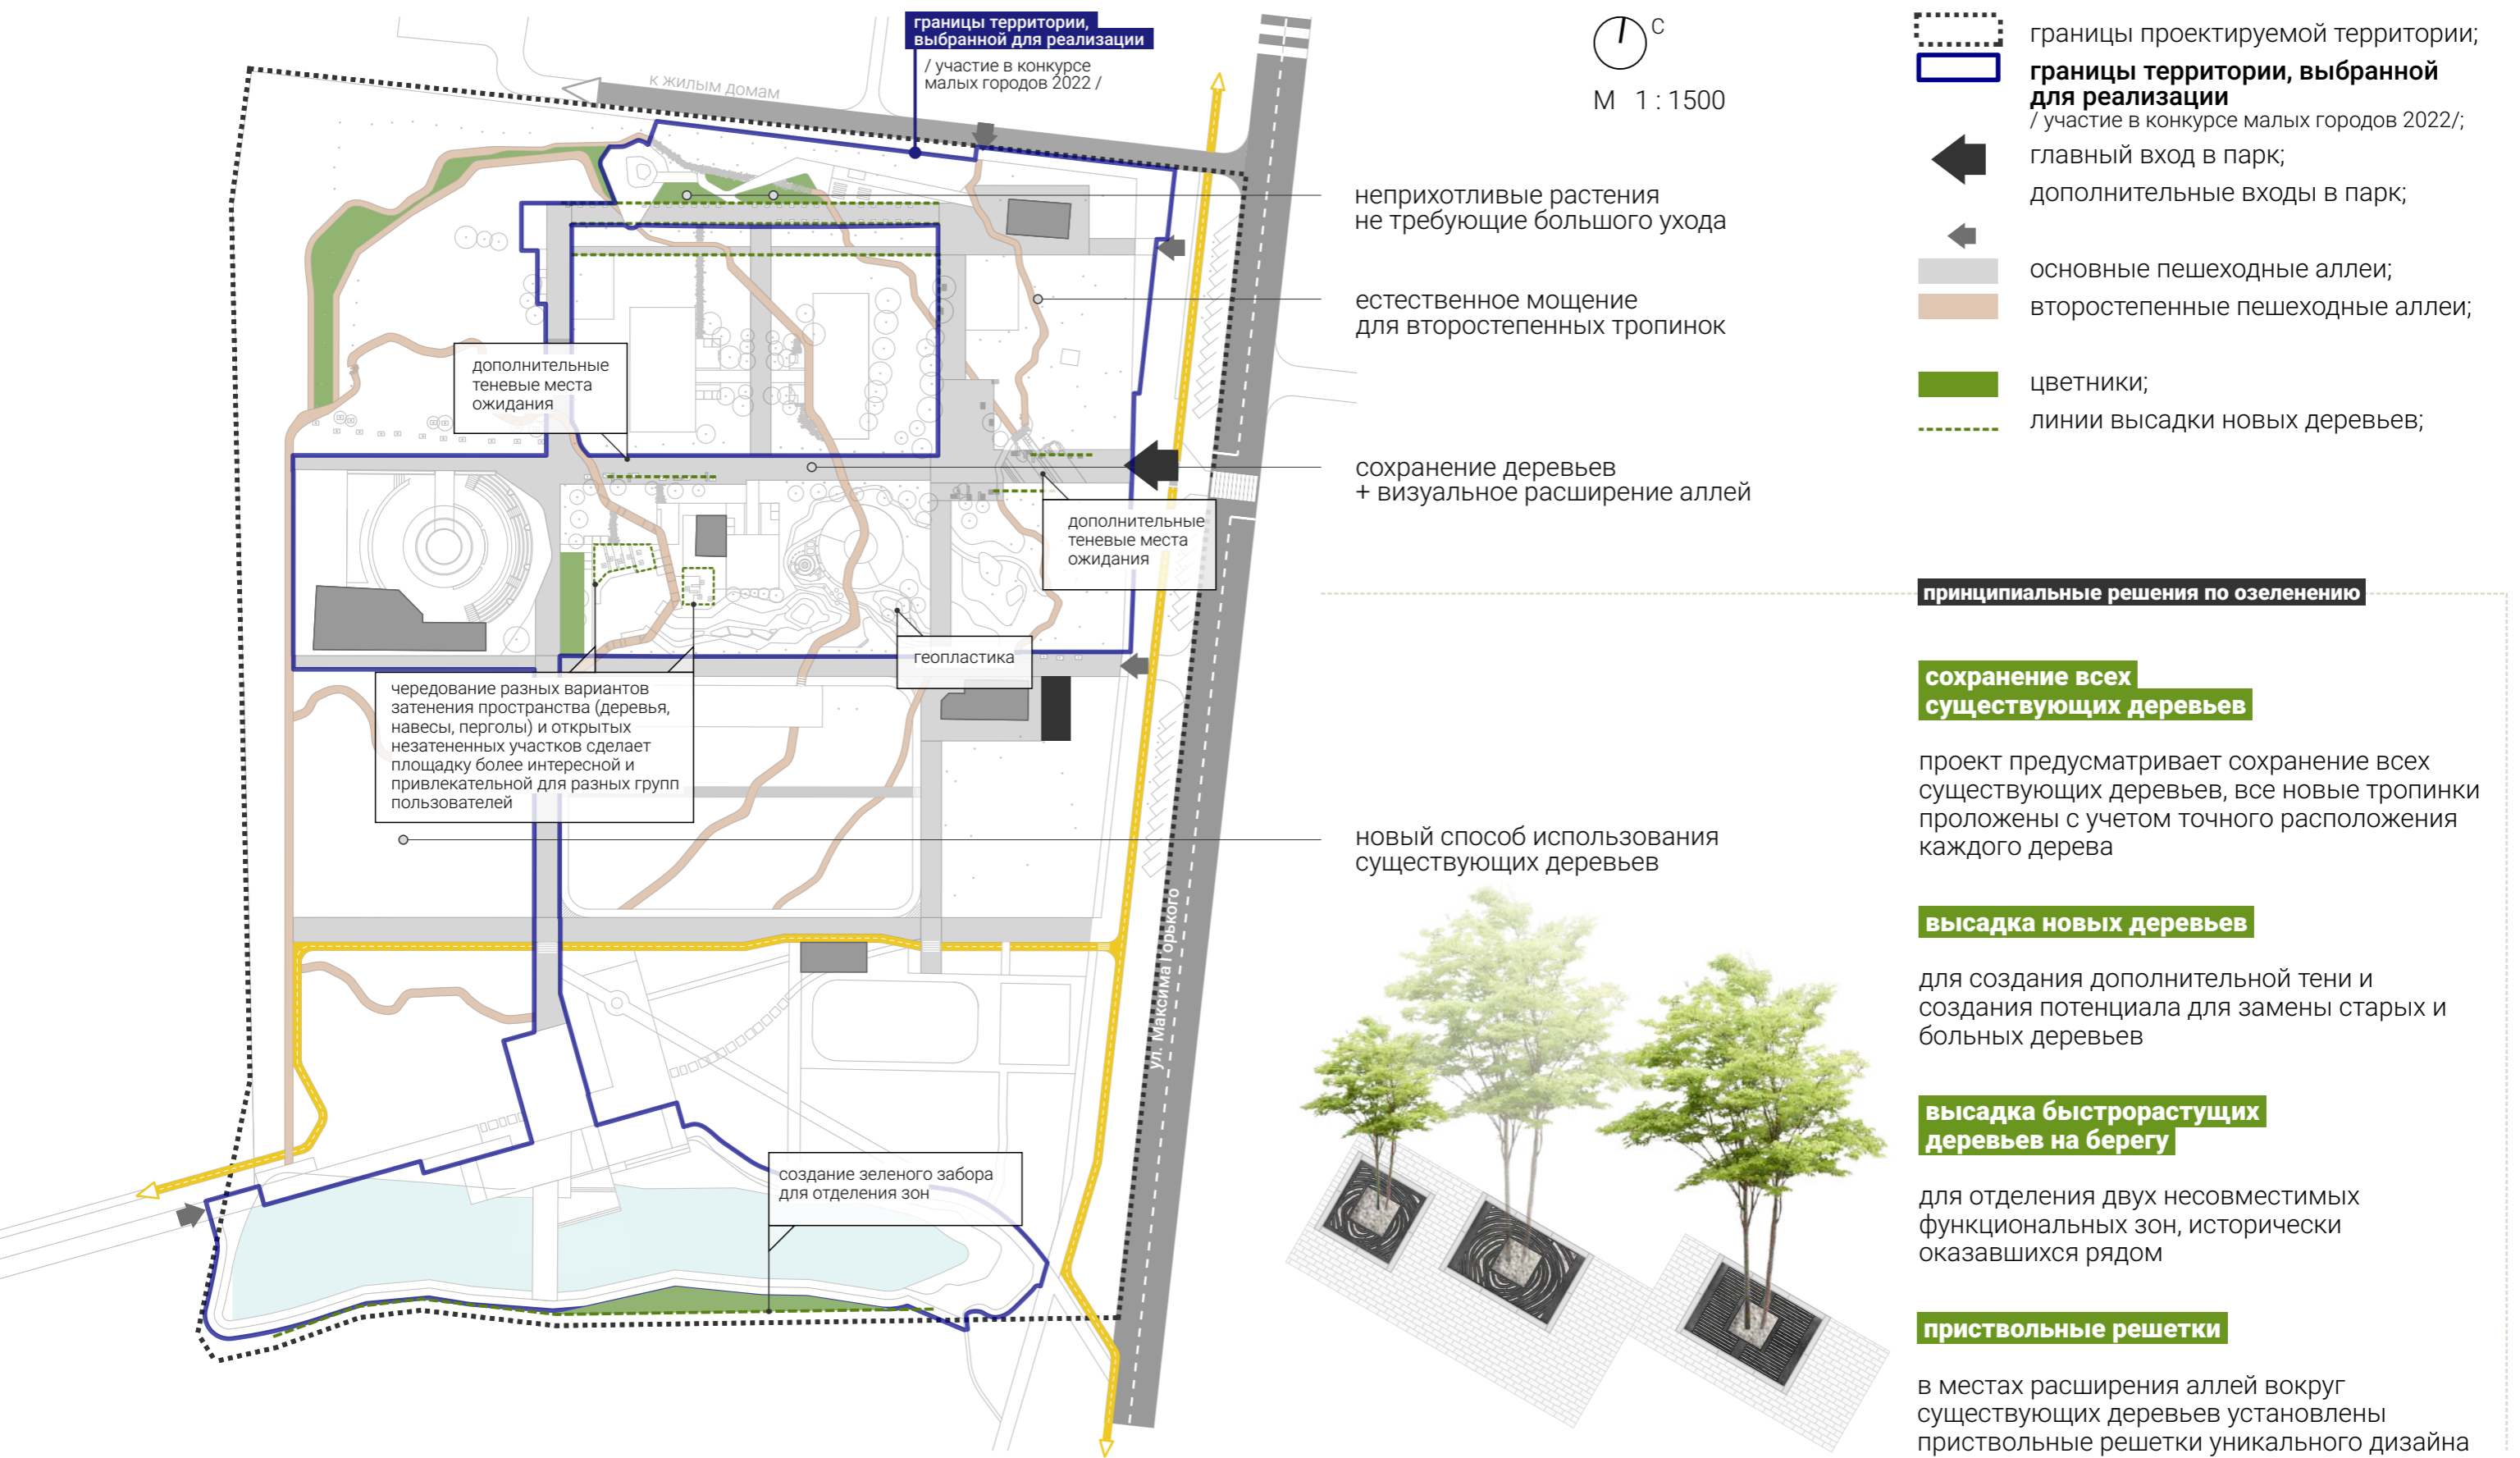 границы территории,
выбранной для реализации
/ участие в конкурсе
малых городов 2022 /
к жилым домам
дополнительные
теневые места
ожидания
дополнительные
теневые места
ожидания
геопластика
чередование разных вариантов
затенения пространства (деревья,
навесы, перголы) и открытых
незатененных участков сделает
площадку более интересной и
привлекательной для разных групп
пользователей
ул. Максима Горького
создание зеленого забора
для отделения зон
С
М 1 : 1500
неприхотливые растения
не требующие большого ухода
естественное мощение
для второстепенных тропинок
сохранение деревьев
+ визуальное расширение аллей
новый способ использования
существующих деревьев
границы проектируемой территории;
границы территории, выбранной
для реализации
/ участие в конкурсе малых городов 2022/;
главный вход в парк;
дополнительные входы в парк;
основные пешеходные аллеи;
второстепенные пешеходные аллеи;
цветники;
линии высадки новых деревьев;
принципиальные решения по озеленению
сохранение всех
существующих деревьев
проект предусматривает сохранение всех
существующих деревьев, все новые тропинки
проложены с учетом точного расположения
каждого дерева
высадка новых деревьев
для создания дополнительной тени и
создания потенциала для замены старых и
больных деревьев
высадка быстрорастущих
деревьев на берегу
для отделения двух несовместимых
функциональных зон, исторически
оказавшихся рядом
приствольные решетки
в местах расширения аллей вокруг
существующих деревьев установлены
приствольные решетки уникального дизайна